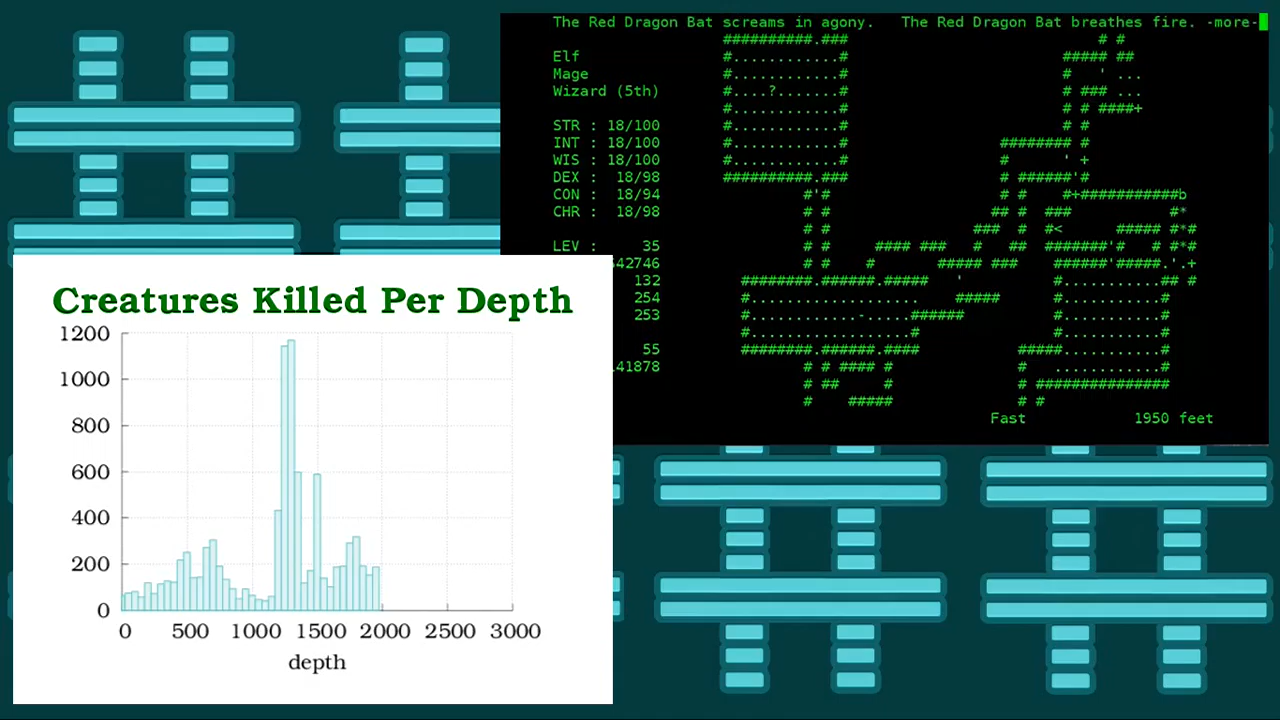 The Red Dragon Bat screams in agony.   The Red Dragon Bat breathes fire. -more-
Elf
Mage
Wizard (5th)
STR : 18/100
INT : 18/100
WIS : 18/100
DEX : 18/98
CON : 18/94
CHR : 18/98
LEV : 35
542746
132
254
253
55
141878
Fast 1950 feet
Creatures Killed Per Depth
1200
1000
800
600
400
200
0
0 500 1000 1500 2000 2500 3000
depth